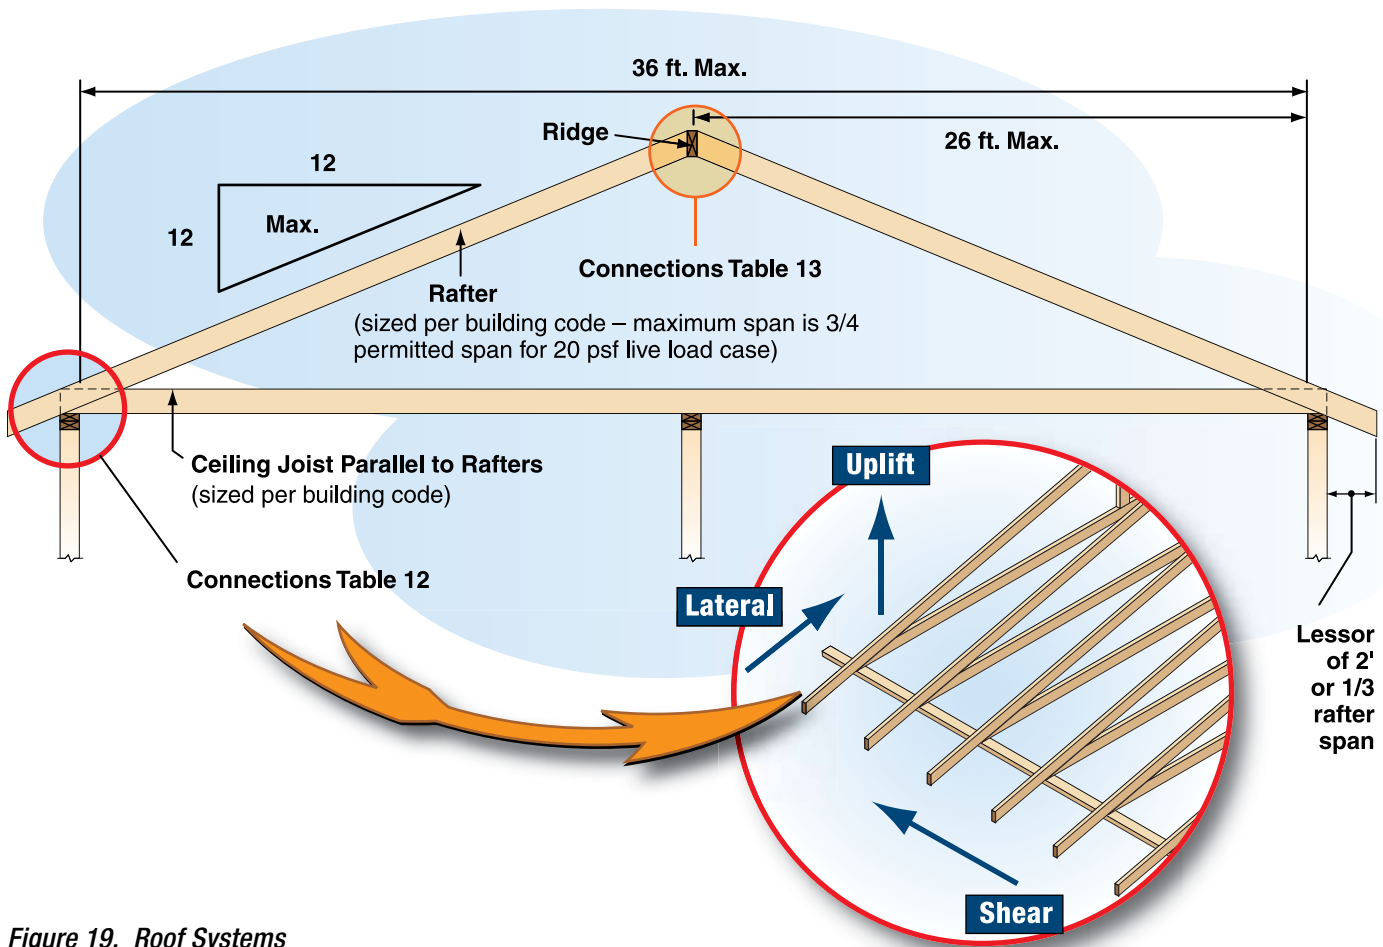 36 ft. Max.
Ridge
26 ft. Max.
12
12
Max.
Connections Table 13
Rafter
(sized per building code – maximum span is 3/4
permitted span for 20 psf live load case)
Ceiling Joist Parallel to Rafters
(sized per building code)
Uplift
Connections Table 12
Lateral
Lessor
of 2'
or 1/3
rafter
span
Shear
Figure 19. Roof Systems